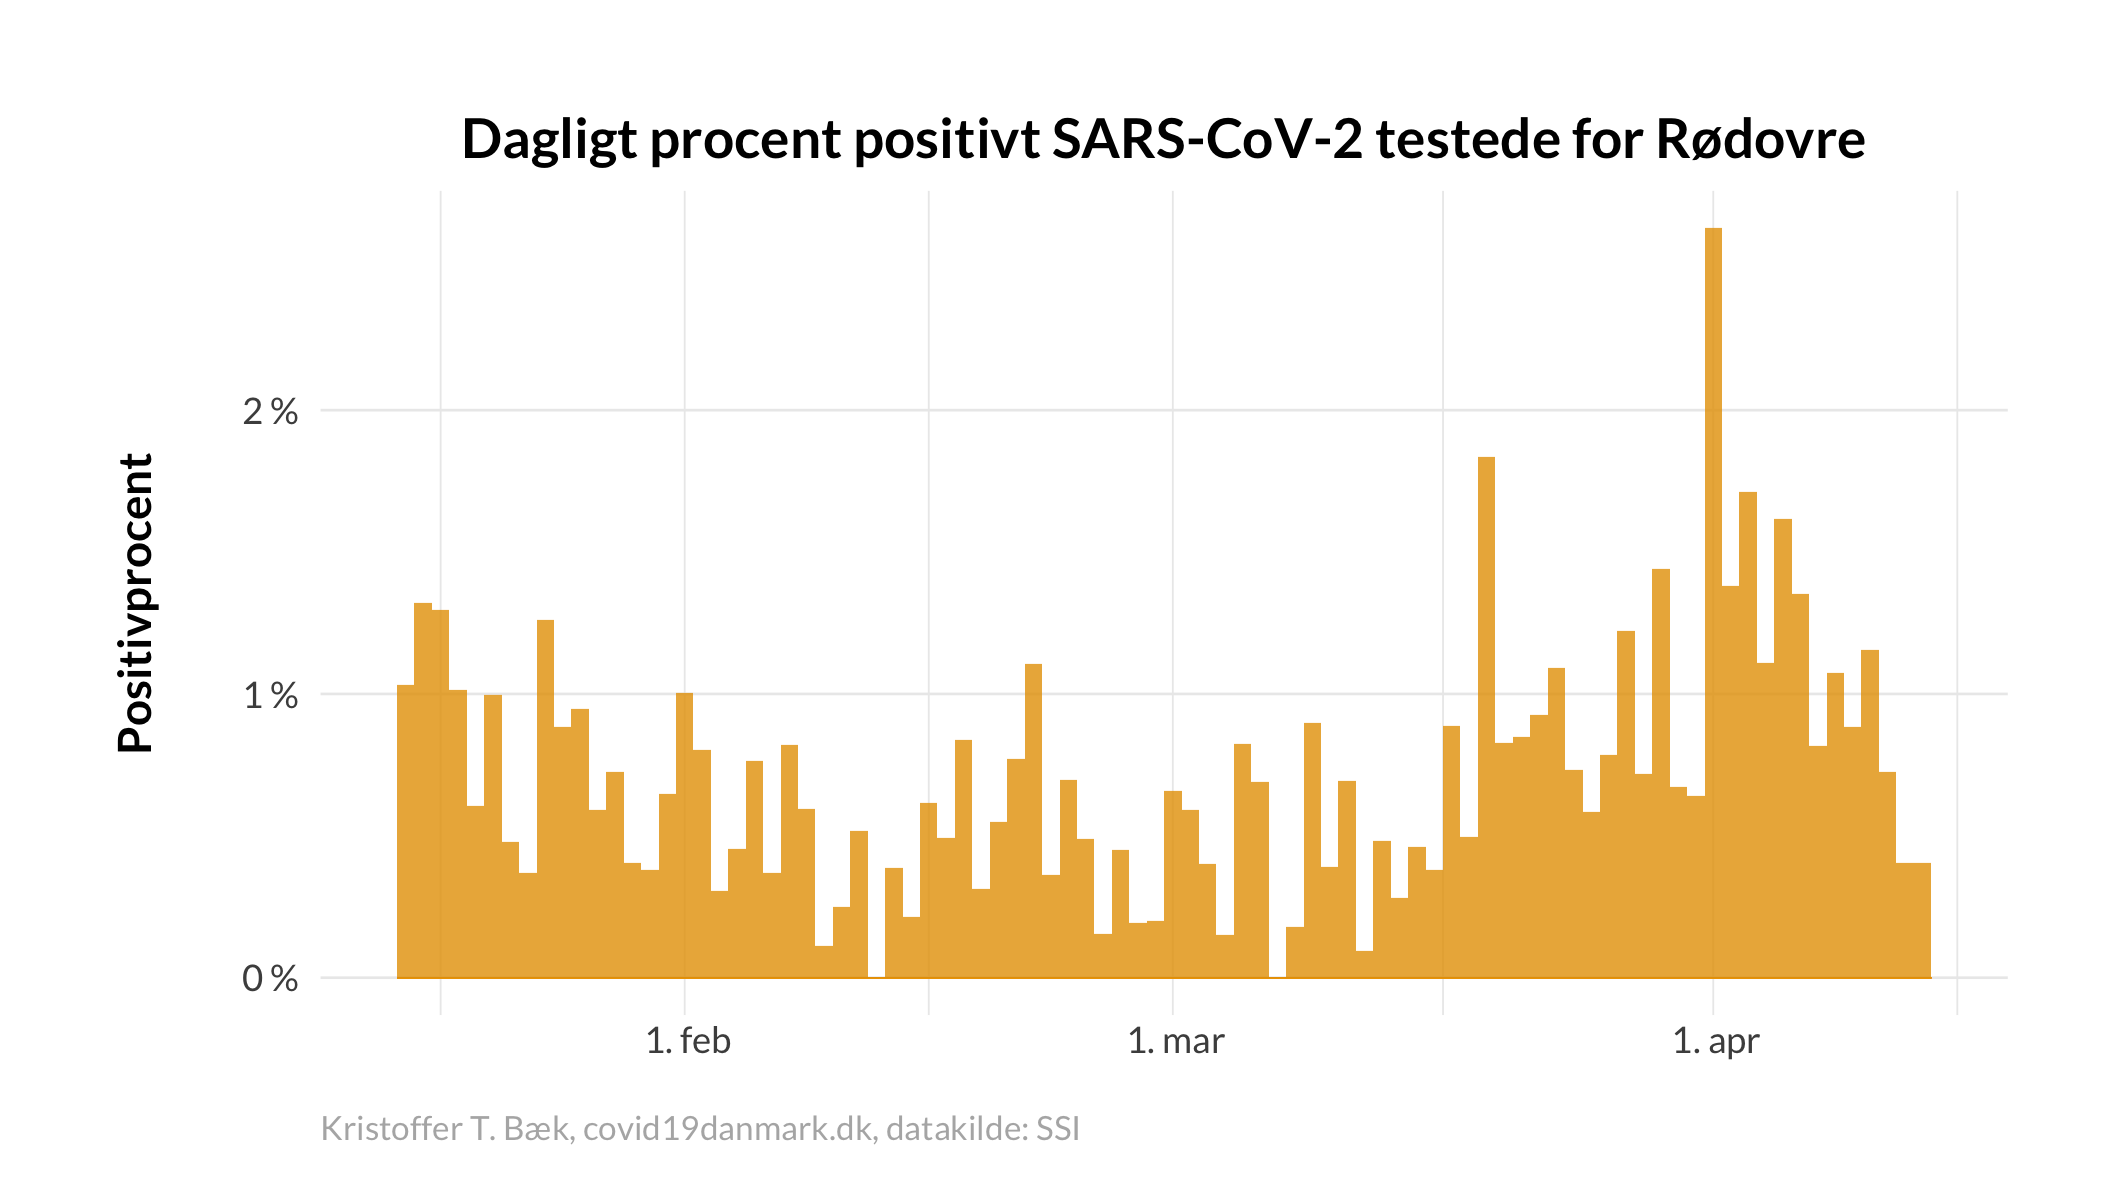 Dagligt procent positivt SARS-CoV-2 testede for Rødovre
Positivprocent
2 %
1 %
0 %
1. feb
1. mar
1. apr
Kristoffer T. Bæk, covid19danmark.dk, datakilde: SSI